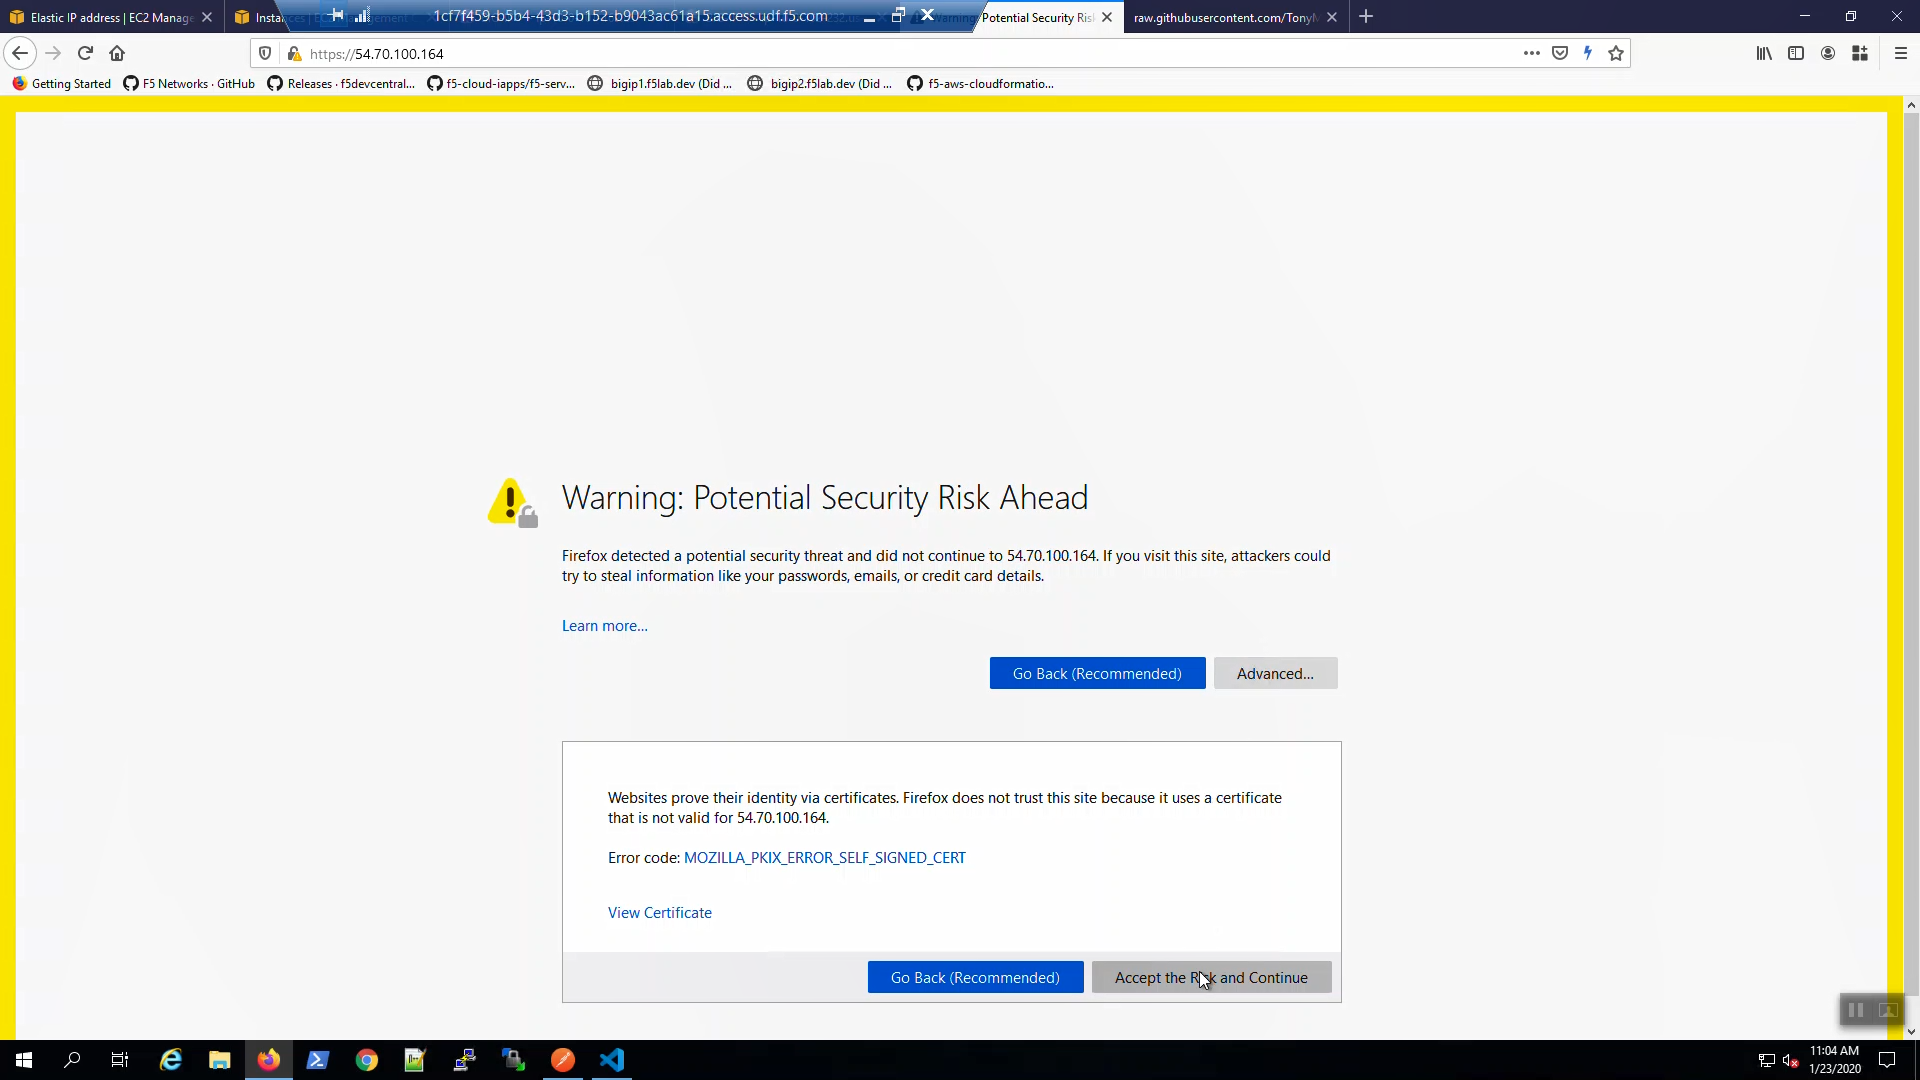 Elastic IP address | EC2 Manage
Instances | EC2 Management
1cf7f459-b5b4-43d3-b152-b9043ac61a15.access.udf.f5.com
Warning: Potential Security Ris
raw.githubusercontent.com/TonyM
https://54.70.100.164
Getting Started
F5 Networks · GitHub
Releases · f5devcentral...
f5-cloud-iapps/f5-serv...
bigip1.f5lab.dev (Did ...
bigip2.f5lab.dev (Did ...
f5-aws-cloudformatio...
Warning: Potential Security Risk Ahead
Firefox detected a potential security threat and did not continue to 54.70.100.164. If you visit this site, attackers could
try to steal information like your passwords, emails, or credit card details.
Learn more...
Go Back (Recommended)
Advanced...
Websites prove their identity via certificates. Firefox does not trust this site because it uses a certificate
that is not valid for 54.70.100.164.
Error code: MOZILLA_PKIX_ERROR_SELF_SIGNED_CERT
View Certificate
Go Back (Recommended)
Accept the Risk and Continue
11:04 AM
1/23/2020